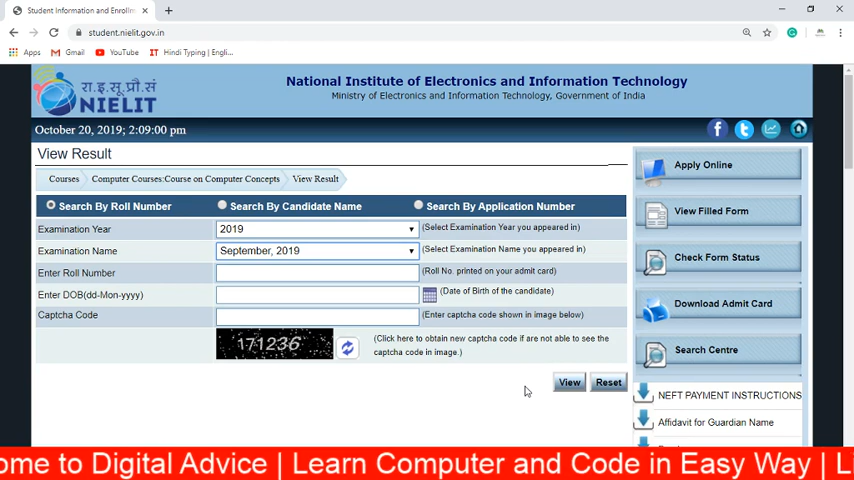 Student Information and Enrollm
student.nielit.gov.in
Apps Gmail YouTube IT Hindi Typing | Engli...
रा.इ.सू.प्रौ.सं
NIELIT
National Institute of Electronics and Information Technology
Ministry of Electronics and Information Technology, Government of India
October 20, 2019; 2:09:00 pm
View Result
Courses Computer Courses:Course on Computer Concepts View Result
Search By Roll Number Search By Candidate Name Search By Application Number
Examination Year 2019 (Select Examination Year you appeared in)
Examination Name September, 2019 (Select Examination Name you appeared in)
Enter Roll Number (Roll No. printed on your admit card)
Enter DOB(dd-Mon-yyyy) (Date of Birth of the candidate)
Captcha Code (Enter captcha code shown in image below)
171236 (Click here to obtain new captcha code if are not able to see the
captcha code in image.)
View Reset
Apply Online
View Filled Form
Check Form Status
Download Admit Card
Search Centre
NEFT PAYMENT INSTRUCTIONS
Affidavit for Guardian Name
ome to Digital Advice | Learn Computer and Code in Easy Way | Li